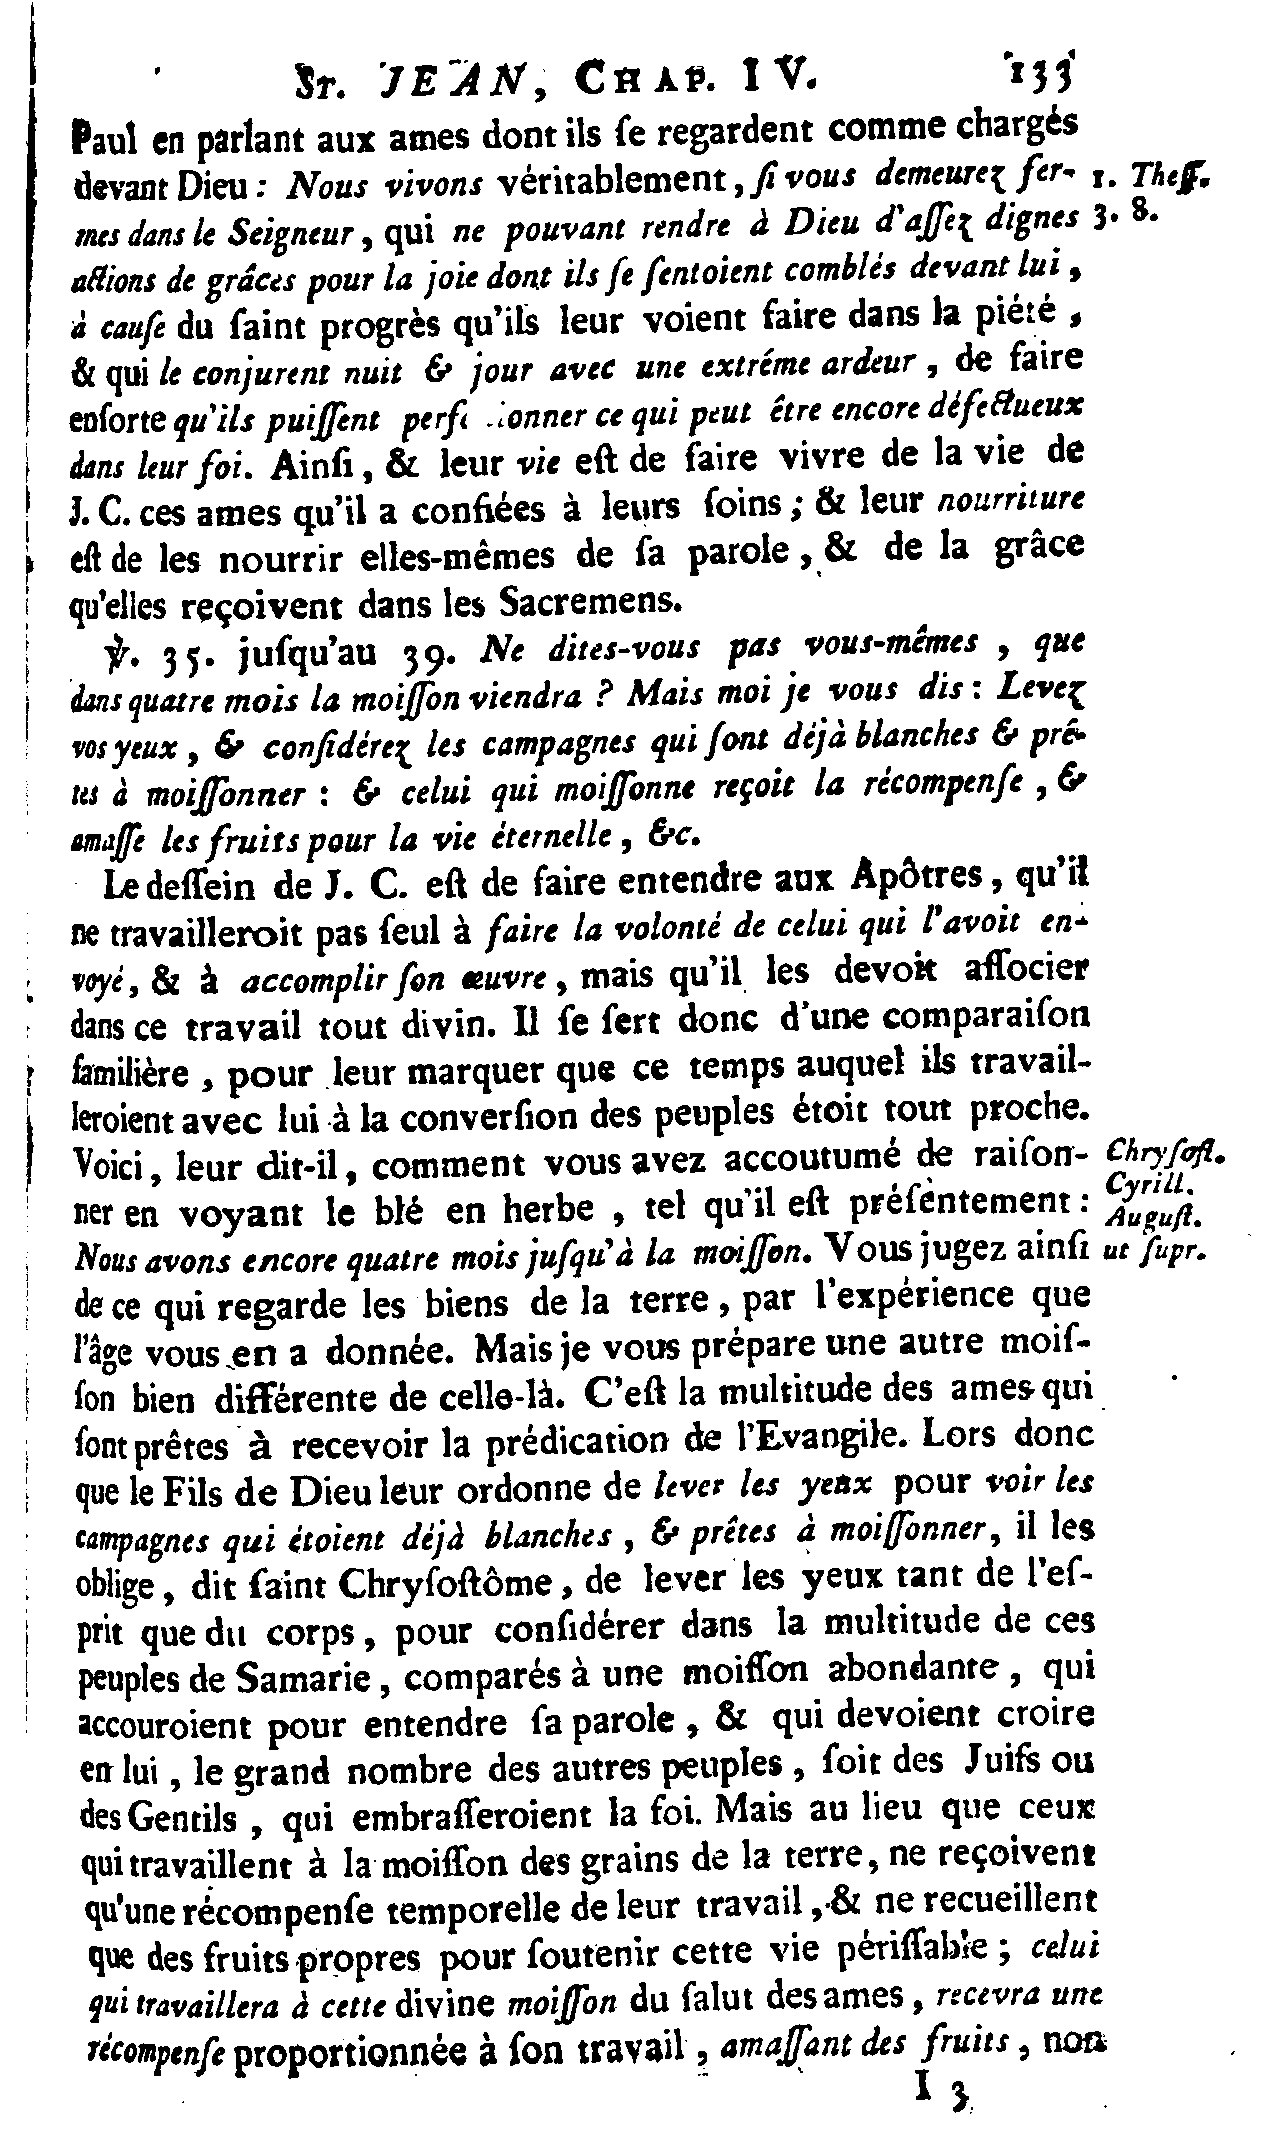 St. JEAN, CHAP. IV. 133
Paul en parlant aux ames dont ils ſe regardent comme chargés
devant Dieu : Nous vivons véritablement, ſi vous demeurez fer-
1. Theſſ.
mes dans le Seigneur, qui ne pouvant rendre à Dieu d'aſſez dignes
3. 8.
actions de grâces pour la joie dont ils ſe ſentoient comblés devant lui,
à cauſe du ſaint progrès qu'ils leur voient faire dans la piété,
& qui le conjurent nuit & jour avec une extréme ardeur, de faire
enſorte qu'ils puiſſent perf onner ce qui peut être encore défectueux
dans leur foi. Ainſi, & leur vie eſt de faire vivre de la vie de
J. C. ces ames qu'il a confiées à leurs ſoins ; & leur nourriture
eſt de les nourrir elles-mêmes de ſa parole, & de la grâce
qu'elles reçoivent dans les Sacremens.
℣. 35. juſqu'au 39. Ne dites-vous pas vous-mêmes, que
dans quatre mois la moiſſon viendra ? Mais moi je vous dis : Levez
vos yeux, & conſidérez les campagnes qui ſont déjà blanches & prê-
tes à moiſſonner : & celui qui moiſſonne reçoit la récompenſe, &
amaſſe les fruits pour la vie éternelle, &c.
Le deſſein de J. C. eſt de faire entendre aux Apôtres, qu'il
ne travailleroit pas ſeul à faire la volonté de celui qui l'avoit en-
voyé, & à accomplir ſon œuvre, mais qu'il les devoit aſſocier
dans ce travail tout divin. Il ſe ſert donc d'une comparaiſon
familière, pour leur marquer que ce temps auquel ils travail-
leroient avec lui à la converſion des peuples étoit tout proche.
Voici, leur dit-il, comment vous avez accoutumé de raiſon-
Chryſoſt.
ner en voyant le blé en herbe, tel qu'il eſt préſentement :
Cyrill.
Auguſt.
Nous avons encore quatre mois juſqu'à la moiſſon. Vous jugez ainſi
ut ſupr.
de ce qui regarde les biens de la terre, par l'expérience que
l'âge vous en a donnée. Mais je vous prépare une autre moiſ-
ſon bien différente de celle-là. C'eſt la multitude des ames qui
ſont prêtes à recevoir la prédication de l'Evangile. Lors donc
que le Fils de Dieu leur ordonne de lever les yeux pour voir les
campagnes qui étoient déjà blanches, & prêtes à moiſſonner, il les
oblige, dit ſaint Chryſoſtôme, de lever les yeux tant de l'eſ-
prit que du corps, pour conſidérer dans la multitude de ces
peuples de Samarie, comparés à une moiſſon abondante, qui
accouroient pour entendre ſa parole, & qui devoient croire
en lui, le grand nombre des autres peuples, ſoit des Juifs ou
des Gentils, qui embraſſeroient la foi. Mais au lieu que ceux
qui travaillent à la moiſſon des grains de la terre, ne reçoivent
qu'une récompenſe temporelle de leur travail, & ne recueillent
que des fruits propres pour ſoutenir cette vie périſſable ; celui
qui travaillera à cette divine moiſſon du ſalut des ames, recevra une
récompenſe proportionnée à ſon travail, amaſſant des fruits, non
I 3